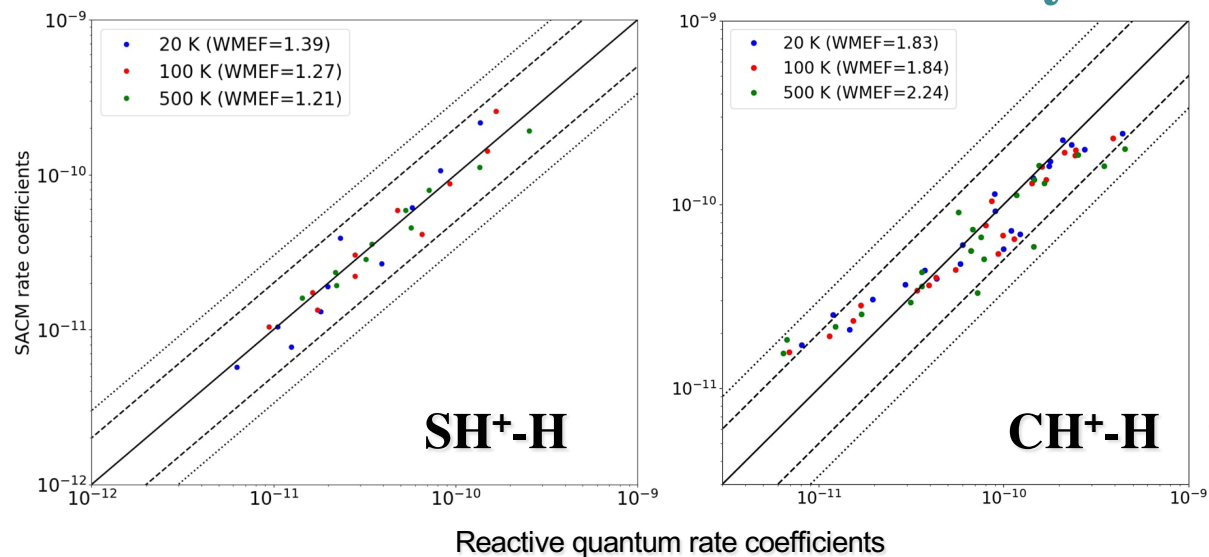 y
10⁻⁹
20 K (WMEF=1.39)
100 K (WMEF=1.27)
500 K (WMEF=1.21)
10⁻¹⁰
10⁻¹¹
10⁻¹²
SACM rate coefficients
SH⁺-H
10⁻¹²
10⁻¹¹
10⁻¹⁰
10⁻⁹
10⁻⁹
20 K (WMEF=1.83)
100 K (WMEF=1.84)
500 K (WMEF=2.24)
10⁻¹⁰
10⁻¹¹
CH⁺-H
10⁻¹¹
10⁻¹⁰
10⁻⁹
Reactive quantum rate coefficients